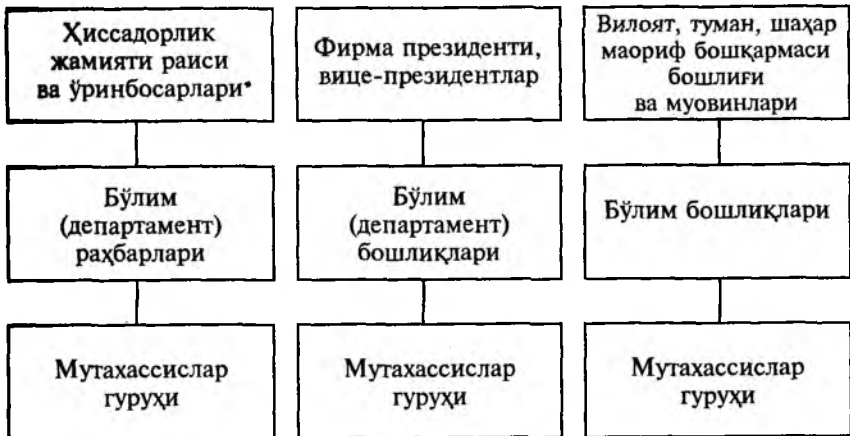 Ҳиссадорлик
жамияти раиси
ва ўринбосарлари*
Фирма президенти,
вице-президентлар
Вилоят, туман, шаҳар
маориф бошқармаси
бошлиғи
ва муовинлари
Бўлим
(департамент)
раҳбарлари
Бўлим
(департамент)
бошлиқлари
Бўлим бошлиқлари
Мутахассислар
гуруҳи
Мутахассислар
гуруҳи
Мутахассислар
гуруҳи